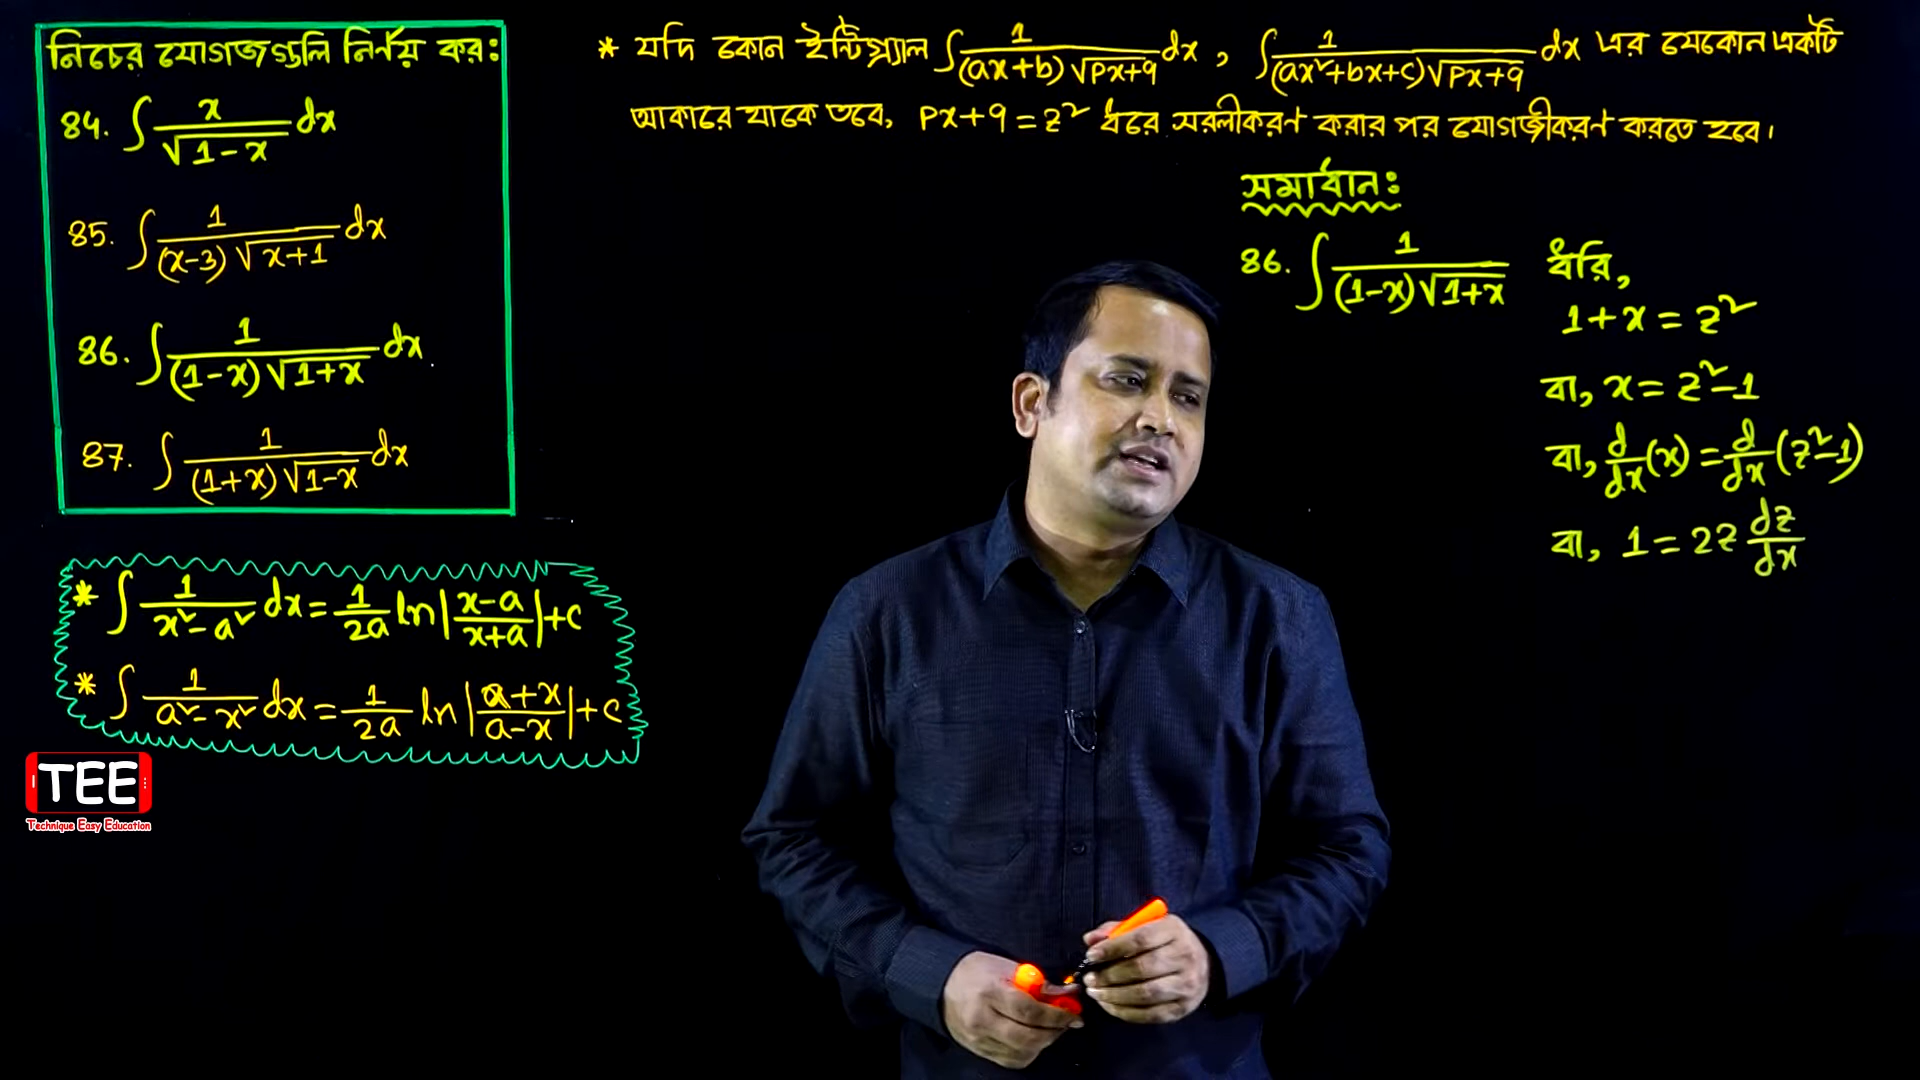 নিচের যোগজগুলি নির্ণয় কর:
84. ∫ x/√(1-x) dx
85. ∫ 1/((x-3)√(x+1)) dx
86. ∫ 1/((1-x)√(1+x)) dx
87. ∫ 1/((1+x)√(1-x)) dx
* ∫ 1/(x²-a²) dx = 1/2a ln|(x-a)/(x+a)|+c
* ∫ 1/(a²-x²) dx = 1/2a ln|(a+x)/(a-x)|+c
TEE
Technique Easy Education
* যদি কোন ইন্টিগ্র্যাল ∫ 1/((ax+b)√(px+q)) dx, ∫ 1/((ax²+bx+c)√(px+q)) dx এর যেকোন একটি
আকারে থাকে তবে, px+q = z² ধরে সরলীকরণ করার পর যোগজীকরণ করতে হবে।
সমাধান:
86. ∫ 1/((1-x)√(1+x))
ধরি,
1+x = z²
বা, x = z²-1
বা, d/dx (x) = d/dx (z²-1)
বা, 1 = 2z dz/dx